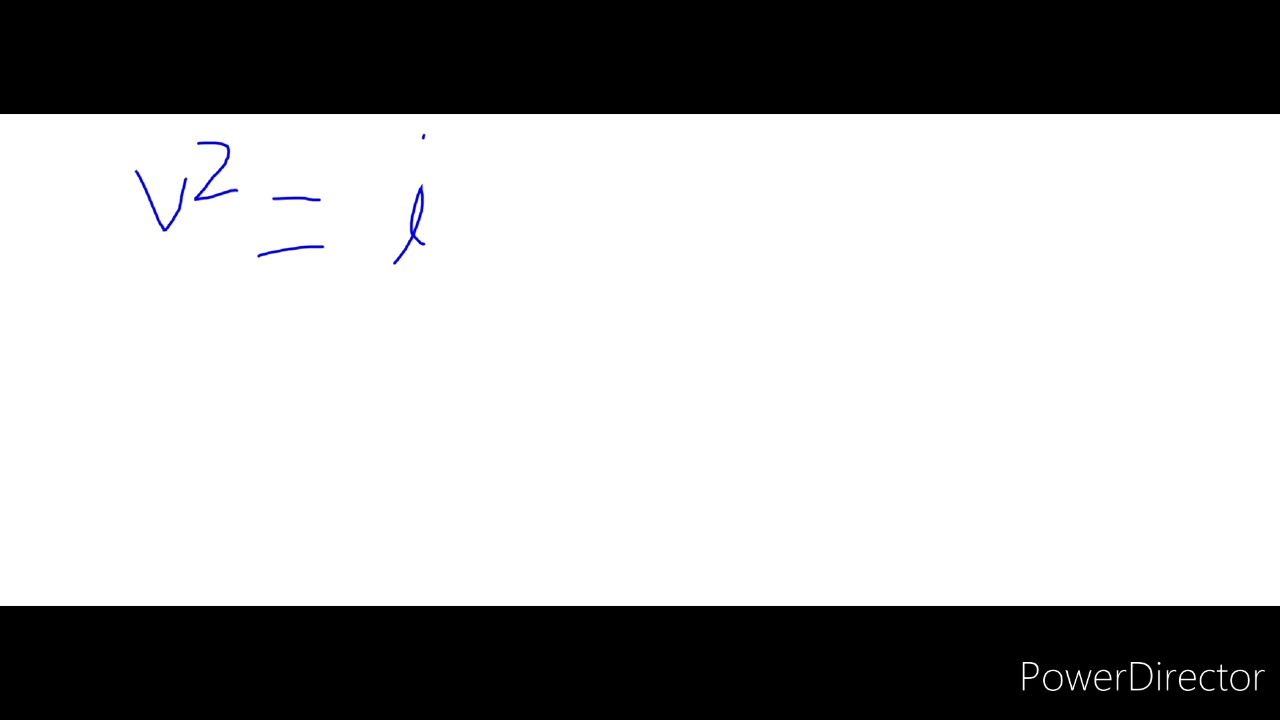 v² = i
PowerDirector